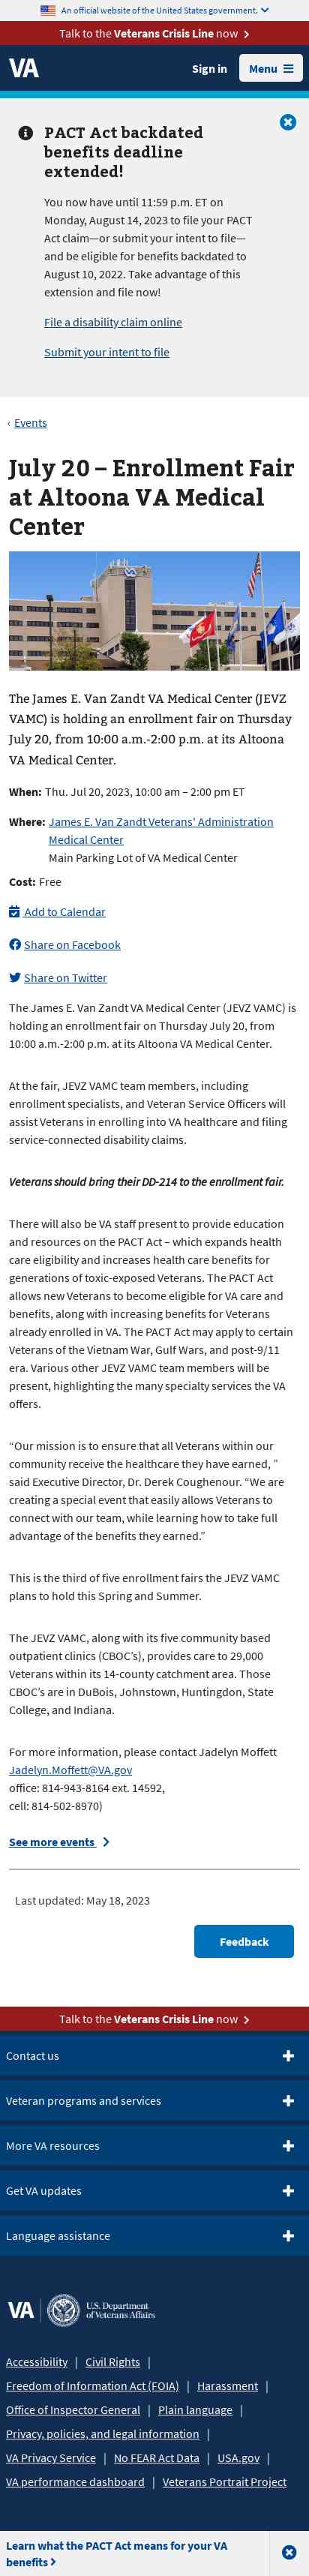 An official website of the United States government.
Talk to the Veterans Crisis Line now
VA
Sign in
Menu
PACT Act backdated
benefits deadline
extended!
You now have until 11:59 p.m. ET on
Monday, August 14, 2023 to file your PACT
Act claim—or submit your intent to file—
and be eligible for benefits backdated to
August 10, 2022. Take advantage of this
extension and file now!
File a disability claim online
Submit your intent to file
‹ Events
July 20 – Enrollment Fair
at Altoona VA Medical
Center
The James E. Van Zandt VA Medical Center (JEVZ
VAMC) is holding an enrollment fair on Thursday
July 20, from 10:00 a.m.-2:00 p.m. at its Altoona
VA Medical Center.
When: Thu. Jul 20, 2023, 10:00 am – 2:00 pm ET
Where: James E. Van Zandt Veterans' Administration
Medical Center
Main Parking Lot of VA Medical Center
Cost: Free
Add to Calendar
Share on Facebook
Share on Twitter
The James E. Van Zandt VA Medical Center (JEVZ VAMC) is
holding an enrollment fair on Thursday July 20, from
10:00 a.m.-2:00 p.m. at its Altoona VA Medical Center.
At the fair, JEVZ VAMC team members, including
enrollment specialists, and Veteran Service Officers will
assist Veterans in enrolling into VA healthcare and filing
service-connected disability claims.
Veterans should bring their DD-214 to the enrollment fair.
There will also be VA staff present to provide education
and resources on the PACT Act – which expands health
care eligibility and increases health care benefits for
generations of toxic-exposed Veterans. The PACT Act
allows new Veterans to become eligible for VA care and
benefits, along with increasing benefits for Veterans
already enrolled in VA. The PACT Act may apply to certain
Veterans of the Vietnam War, Gulf Wars, and post-9/11
era. Various other JEVZ VAMC team members will be
present, highlighting the many specialty services the VA
offers.
“Our mission is to ensure that all Veterans within our
community receive the healthcare they have earned, ”
said Executive Director, Dr. Derek Coughenour. “We are
creating a special event that easily allows Veterans to
connect with our team, while learning how to take full
advantage of the benefits they earned.”
This is the third of five enrollment fairs the JEVZ VAMC
plans to hold this Spring and Summer.
The JEVZ VAMC, along with its five community based
outpatient clinics (CBOC’s), provides care to 29,000
Veterans within its 14-county catchment area. Those
CBOC’s are in DuBois, Johnstown, Huntingdon, State
College, and Indiana.
For more information, please contact Jadelyn Moffett
Jadelyn.Moffett@VA.gov
office: 814-943-8164 ext. 14592,
cell: 814-502-8970)
See more events
Last updated: May 18, 2023
Feedback
Talk to the Veterans Crisis Line now
Contact us
Veteran programs and services
More VA resources
Get VA updates
Language assistance
VA
U.S. Department
of Veterans Affairs
Accessibility | Civil Rights |
Freedom of Information Act (FOIA) | Harassment |
Office of Inspector General | Plain language |
Privacy, policies, and legal information |
VA Privacy Service | No FEAR Act Data | USA.gov |
VA performance dashboard | Veterans Portrait Project
Learn what the PACT Act means for your VA
benefits